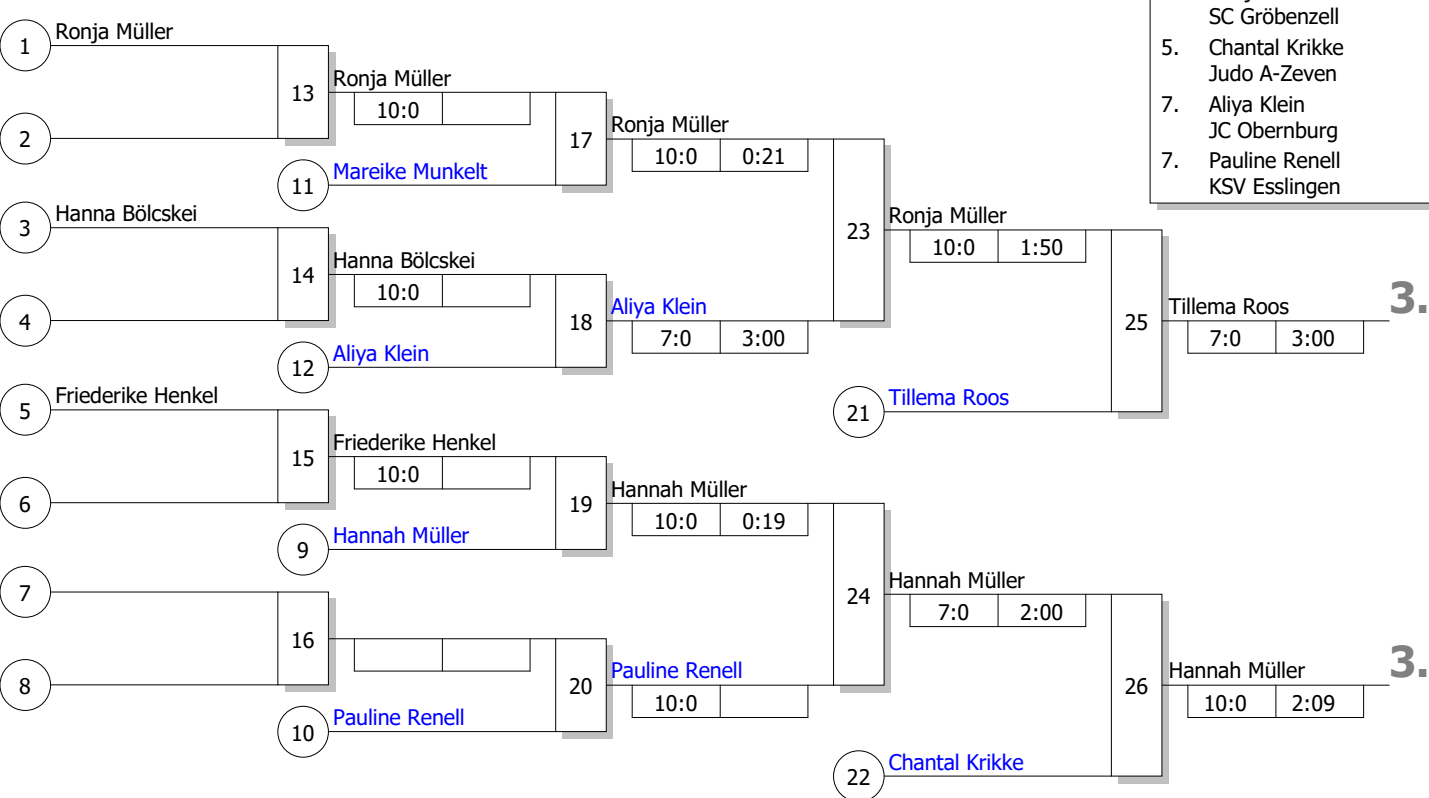 SC Gröbenzell
5. Chantal Krikke
Judo A-Zeven
7. Aliya Klein
JC Obernburg
7. Pauline Renell
KSV Esslingen
1 Ronja Müller
13 Ronja Müller
10:0
2
17 Ronja Müller
10:0 0:21
11 Mareike Munkelt
3 Hanna Bölcskei
23 Ronja Müller
10:0 1:50
14 Hanna Bölcskei
10:0
4
18 Aliya Klein
7:0 3:00
12 Aliya Klein
25 Tillema Roos 3.
7:0 3:00
5 Friederike Henkel
21 Tillema Roos
15 Friederike Henkel
10:0
6
19 Hannah Müller
10:0 0:19
9 Hannah Müller
7
24 Hannah Müller
7:0 2:00
16
8
20 Pauline Renell
10:0
10 Pauline Renell
26 Hannah Müller 3.
10:0 2:09
22 Chantal Krikke